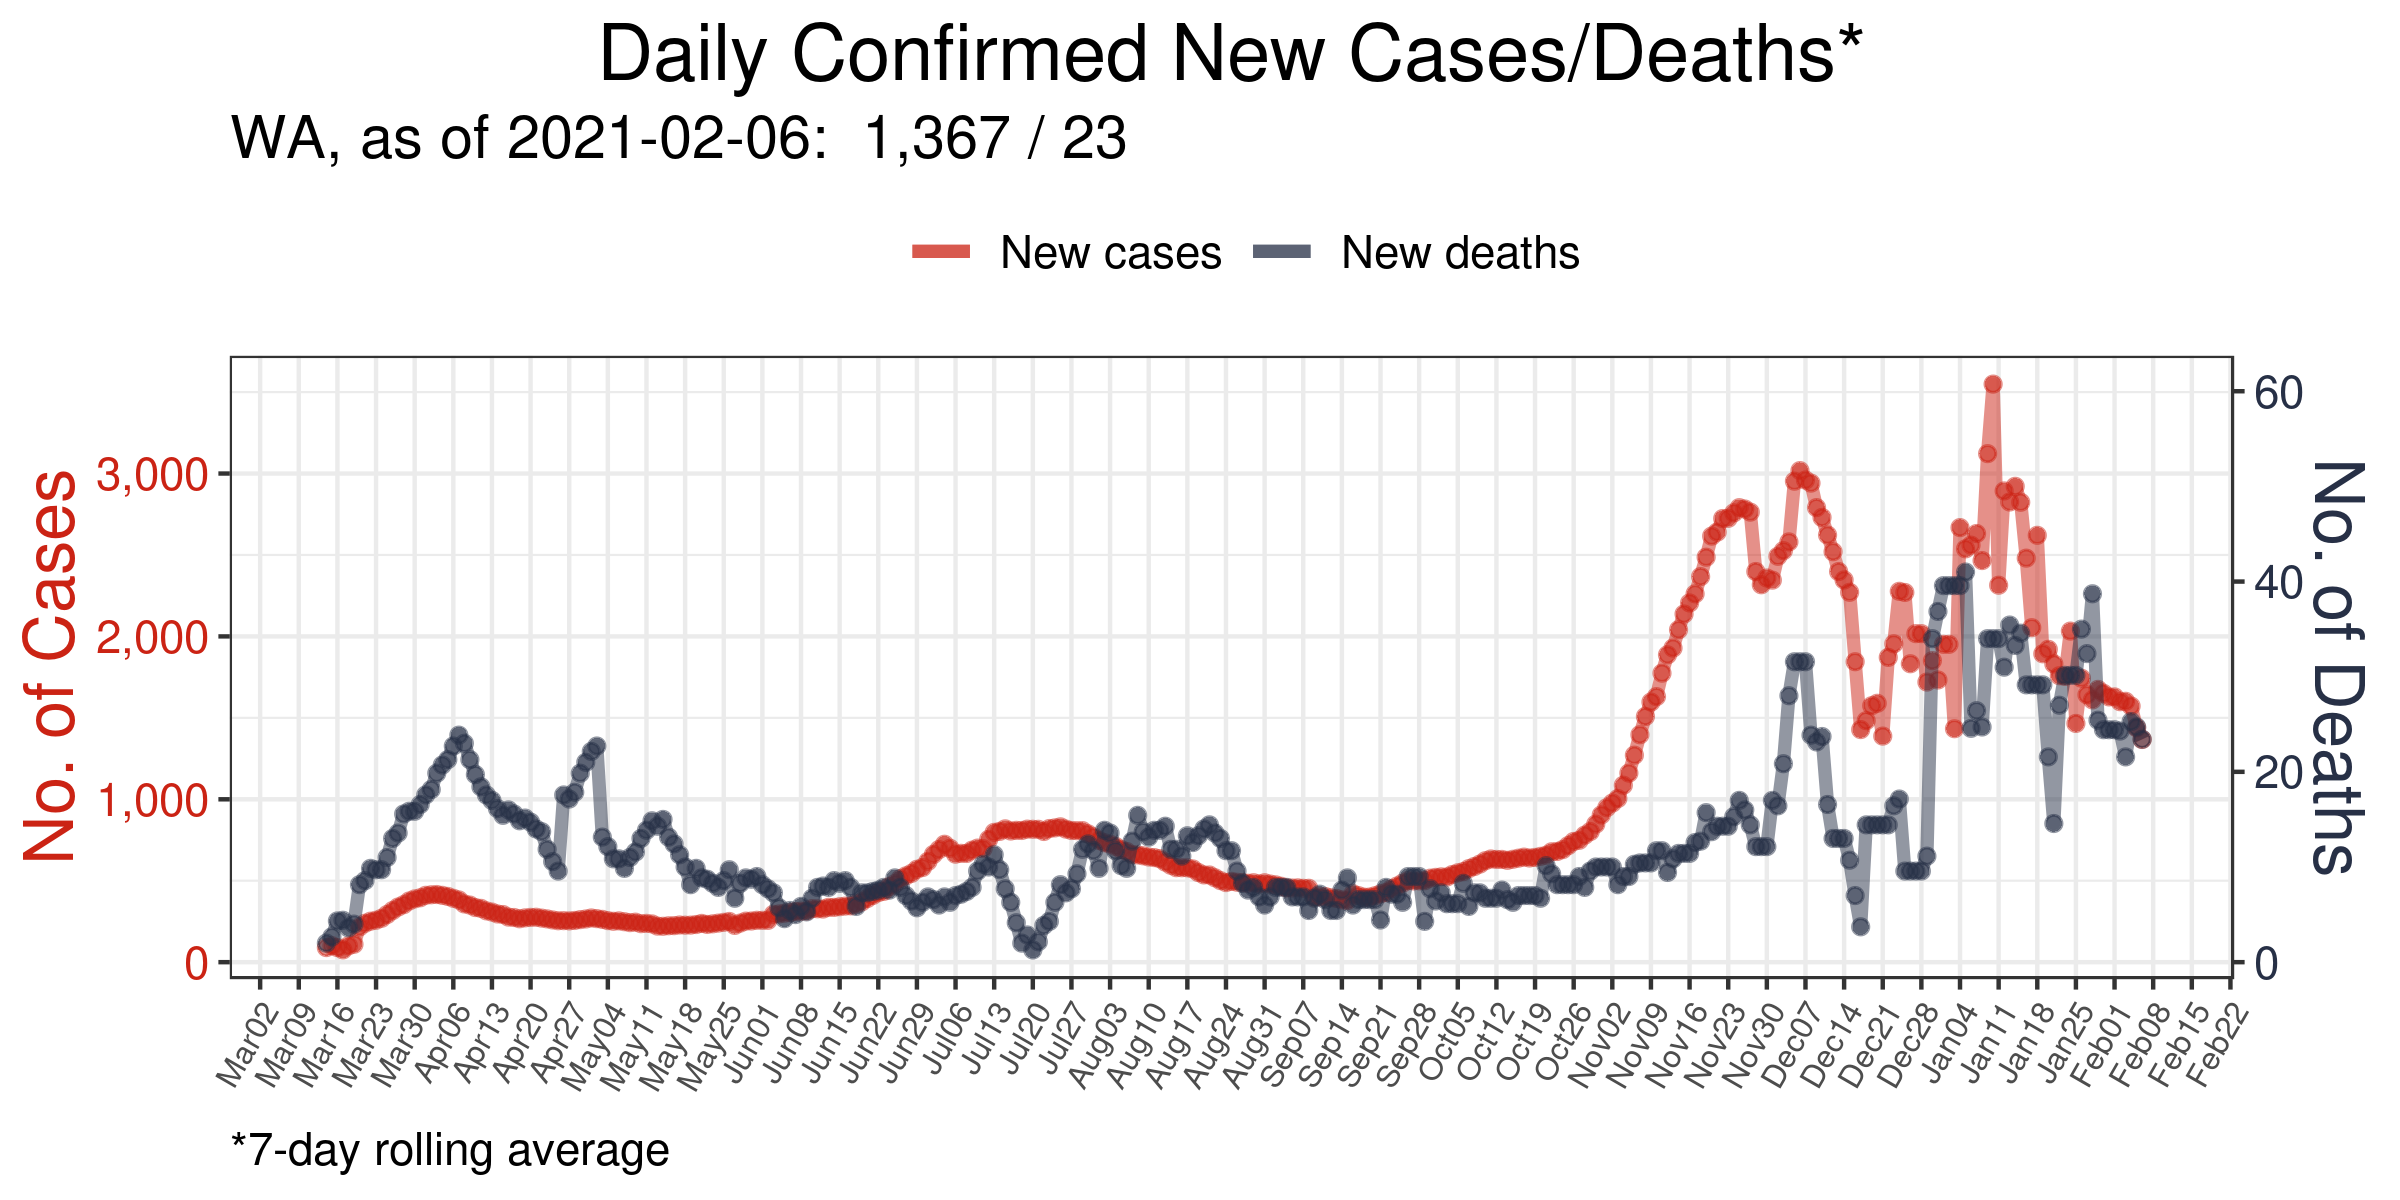 Daily Confirmed New Cases/Deaths*
WA, as of 2021-02-06:  1,367 / 23
New cases New deaths
No. of Cases
3,000
2,000
1,000
0
60
40
20
0
No. of Deaths
Mar02 Mar09 Mar16 Mar23 Mar30 Apr06 Apr13 Apr20 Apr27 May04 May11 May18 May25 Jun01 Jun08 Jun15 Jun22 Jun29 Jul06 Jul13 Jul20 Jul27 Aug03 Aug10 Aug17 Aug24 Aug31 Sep07 Sep14 Sep21 Sep28 Oct05 Oct12 Oct19 Oct26 Nov02 Nov09 Nov16 Nov23 Nov30 Dec07 Dec14 Dec21 Dec28 Jan04 Jan11 Jan18 Jan25 Feb01 Feb08 Feb15 Feb22
*7-day rolling average